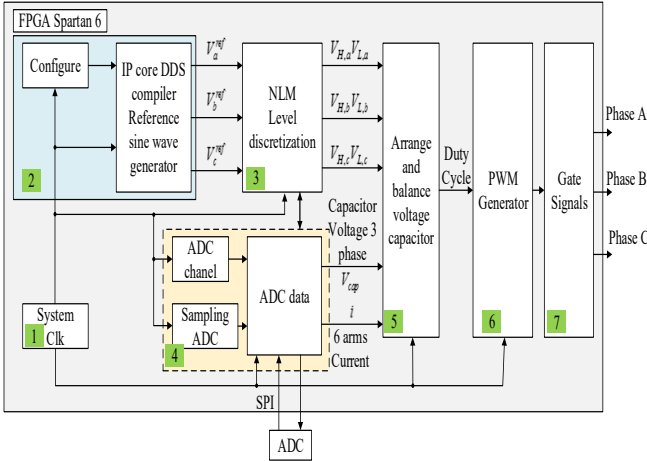 FPGA Spartan 6
Configure
IP core DDS
compiler
Reference
sine wave
generator
2
V_a^ref
V_b^ref
V_c^ref
NLM
Level
discretization
3
V_H,a V_L,a
V_H,b V_L,b
V_H,c V_L,c
Arrange
and
balance
voltage
capacitor
5
Duty
Cycle
PWM
Generator
6
Gate
Signals
7
Phase A
Phase B
Phase C
Capacitor
Voltage 3
phase
V_cap
i
6 arms
Current
ADC
chanel
Sampling
ADC
4
ADC data
System
Clk
1
SPI
ADC